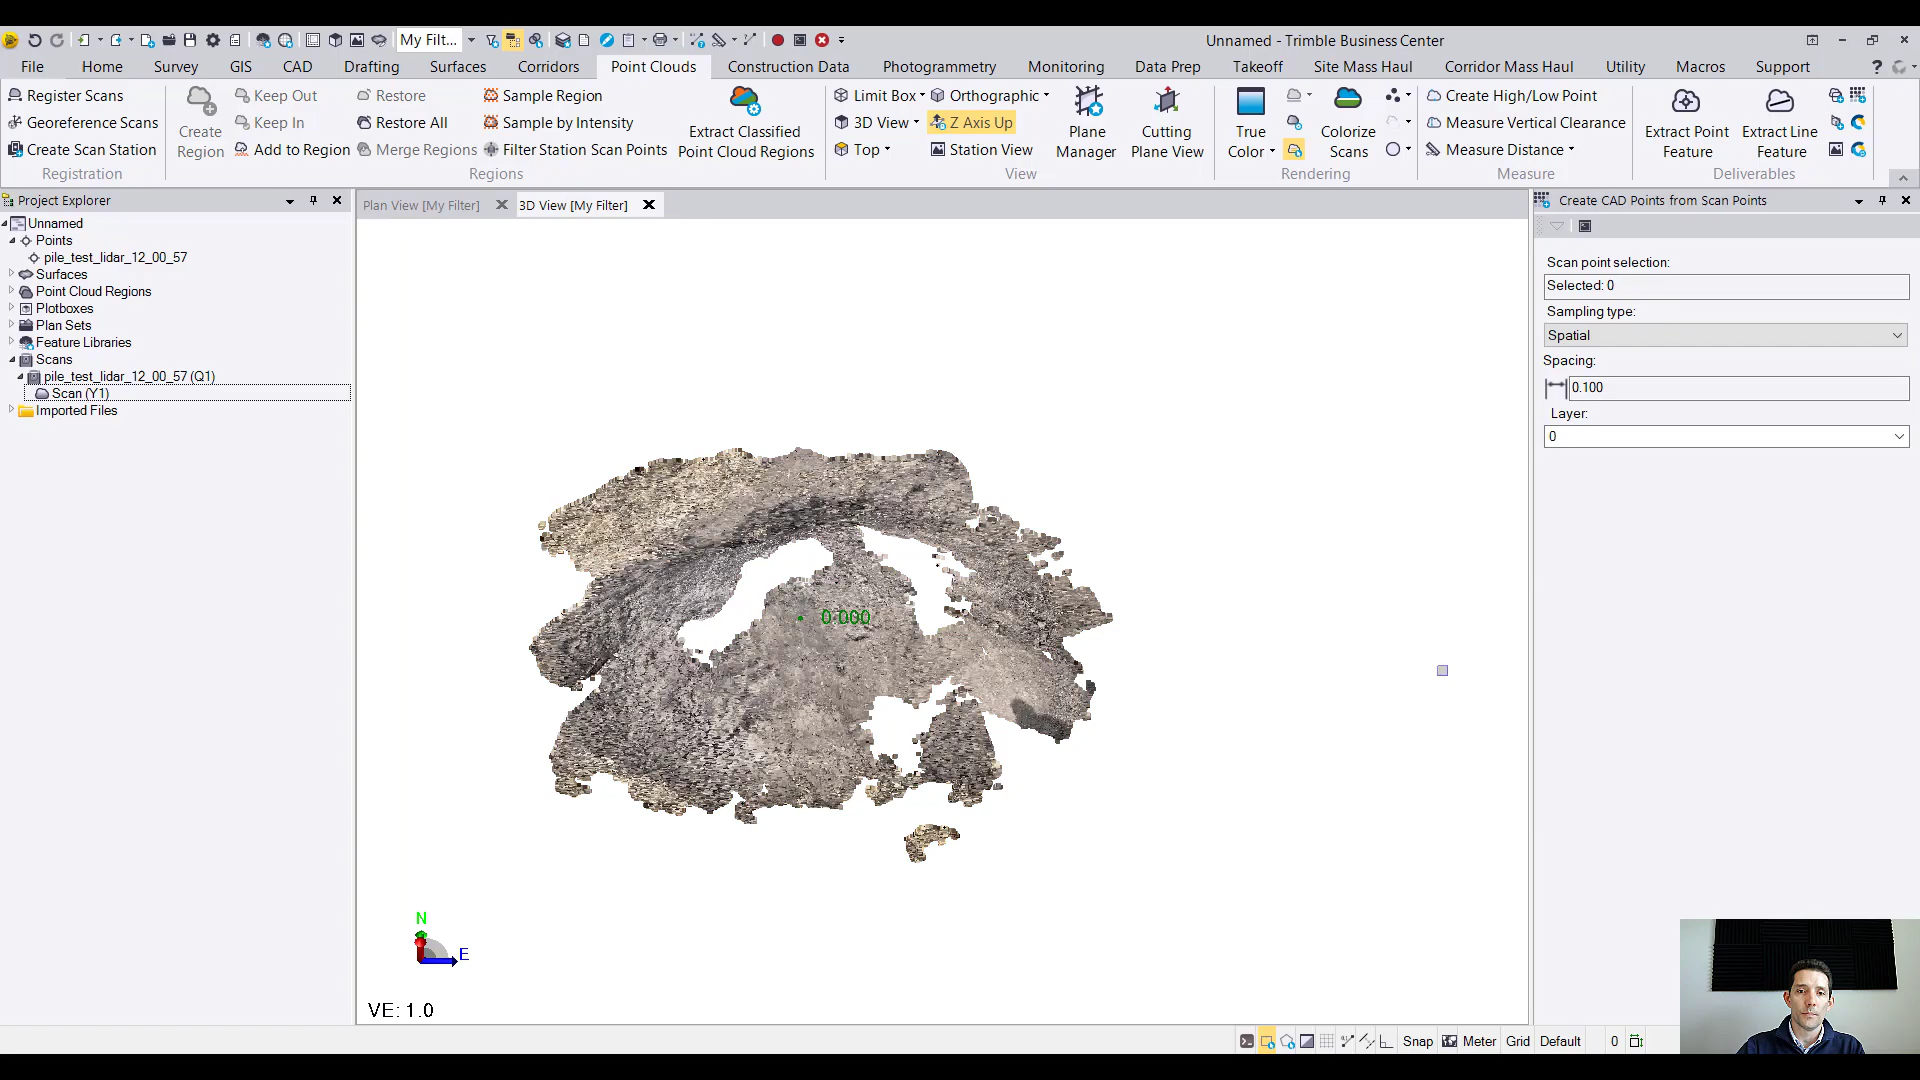 My Filt...
Unnamed - Trimble Business Center
File Home Survey GIS CAD Drafting Surfaces Corridors Point Clouds Construction Data Photogrammetry Monitoring Data Prep Takeoff Site Mass Haul Corridor Mass Haul Utility Macros Support
Register Scans
Georeference Scans
Create Scan Station
Registration
Create Region
Keep Out
Keep In
Add to Region
Restore
Restore All
Merge Regions
Sample Region
Sample by Intensity
Filter Station Scan Points
Extract Classified
Point Cloud Regions
Regions
Limit Box
3D View
Top
Orthographic
Z Axis Up
Station View
Plane
Manager
Cutting
Plane View
View
True
Color
Colorize
Scans
Rendering
Create High/Low Point
Measure Vertical Clearance
Measure Distance
Measure
Extract Point
Feature
Extract Line
Feature
Deliverables
Project Explorer
Unnamed
Points
pile_test_lidar_12_00_57
Surfaces
Point Cloud Regions
Plotboxes
Plan Sets
Feature Libraries
Scans
pile_test_lidar_12_00_57 (Q1)
Scan (Y1)
Imported Files
Plan View [My Filter]
3D View [My Filter]
0.000
N
E
VE: 1.0
Create CAD Points from Scan Points
Scan point selection:
Selected: 0
Sampling type:
Spatial
Spacing:
0.100
Layer:
0
Snap Meter Grid Default 0